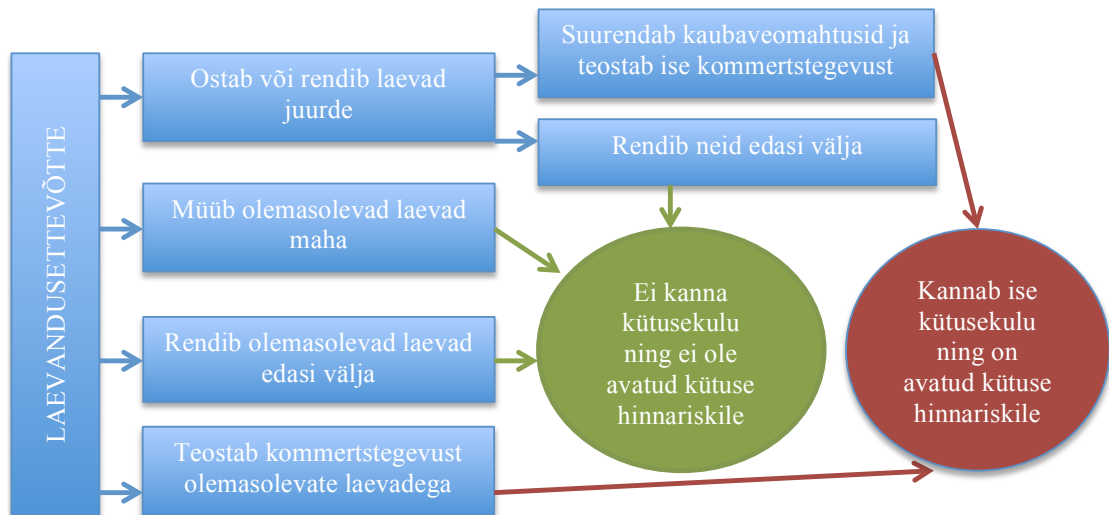 LAEVANDUSETTEVÕTTE
Ostab või rendib laevad
juurde
Suurendab kaubaveomahtusid ja
teostab ise kommertstegevust
Rendib neid edasi välja
Müüb olemasolevad laevad
maha
Rendib olemasolevad laevad
edasi välja
Teostab kommertstegevust
olemasolevate laevadega
Ei kanna
kütusekulu
ning ei ole
avatud kütuse
hinnariskile
Kannab ise
kütusekulu
ning on
avatud kütuse
hinnariskile